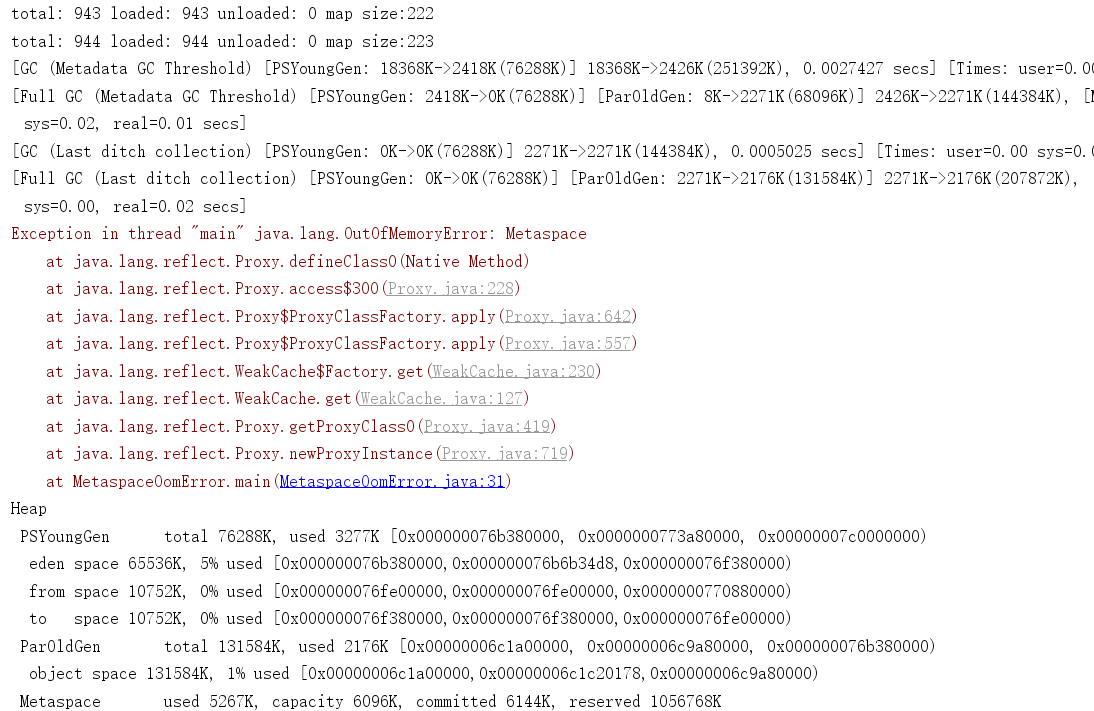 total: 943 loaded: 943 unloaded: 0 map size:222
total: 944 loaded: 944 unloaded: 0 map size:223
[GC (Metadata GC Threshold) [PSYoungGen: 18368K->2418K(76288K)] 18368K->2426K(251392K), 0.0027427 secs] [Times: user=0.00
[Full GC (Metadata GC Threshold) [PSYoungGen: 2418K->0K(76288K)] [ParOldGen: 8K->2271K(68096K)] 2426K->2271K(144384K), [M
sys=0.02, real=0.01 secs]
[GC (Last ditch collection) [PSYoungGen: 0K->0K(76288K)] 2271K->2271K(144384K), 0.0005025 secs] [Times: user=0.00 sys=0.0
[Full GC (Last ditch collection) [PSYoungGen: 0K->0K(76288K)] [ParOldGen: 2271K->2176K(131584K)] 2271K->2176K(207872K),
sys=0.00, real=0.02 secs]
Exception in thread "main" java.lang.OutOfMemoryError: Metaspace
at java.lang.reflect.Proxy.defineClass0(Native Method)
at java.lang.reflect.Proxy.access$300(Proxy.java:228)
at java.lang.reflect.Proxy$ProxyClassFactory.apply(Proxy.java:642)
at java.lang.reflect.Proxy$ProxyClassFactory.apply(Proxy.java:557)
at java.lang.reflect.WeakCache$Factory.get(WeakCache.java:230)
at java.lang.reflect.WeakCache.get(WeakCache.java:127)
at java.lang.reflect.Proxy.getProxyClass0(Proxy.java:419)
at java.lang.reflect.Proxy.newProxyInstance(Proxy.java:719)
at MetaspaceOomError.main(MetaspaceOomError.java:31)
Heap
PSYoungGen total 76288K, used 3277K [0x000000076b380000, 0x0000000773a80000, 0x00000007c0000000)
eden space 65536K, 5% used [0x000000076b380000,0x000000076b6b34d8,0x000000076f380000)
from space 10752K, 0% used [0x000000076fe00000,0x000000076fe00000,0x0000000770880000)
to space 10752K, 0% used [0x000000076f380000,0x000000076f380000,0x000000076fe00000)
ParOldGen total 131584K, used 2176K [0x00000006c1a00000, 0x00000006c9a80000, 0x000000076b380000)
object space 131584K, 1% used [0x00000006c1a00000,0x00000006c1c20178,0x00000006c9a80000)
Metaspace used 5267K, capacity 6096K, committed 6144K, reserved 1056768K